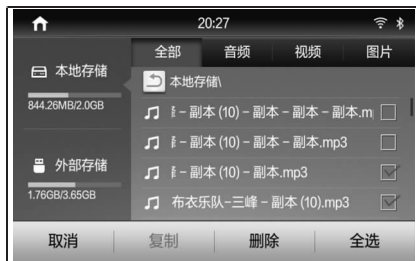 20:27
全部 音频 视频 图片
本地存储
844.26MB/2.0GB
外部存储
1.76GB/3.65GB
本地存储\
– 副本 (10) – 副本 – 副本 – 副本.m
– 副本 (10) – 副本 – 副本.mp3
– 副本 (10) – 副本.mp3
布衣乐队–三峰 – 副本 (10).mp3
取消 复制 删除 全选